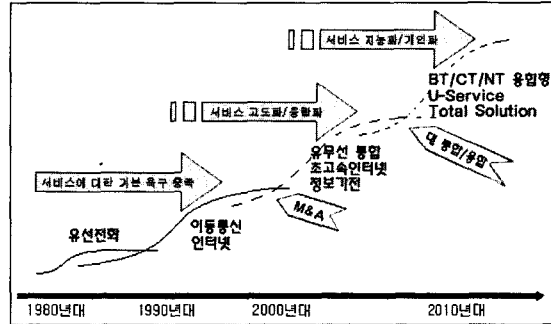 서비스 지능화/개인화
BT/CT/NT 융합형
U-Service
Total Solution
서비스 고도화/융합화
대 통합/융합
유무선 통합
초고속인터넷
정보가전
서비스에 대한 기본 욕구 충족
M&A
이동통신
인터넷
유선전화
1980년대 1990년대 2000년대 2010년대